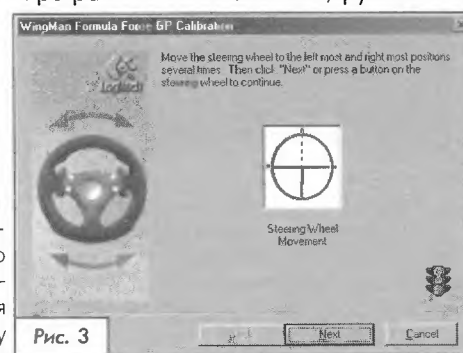 WingMan Formula Force GP Calibration
Logitech
Move the steering wheel to the left most and right most positions
several times. Then click "Next" or press a button on the
steering wheel to continue.
Steering Wheel
Movement
Next
Cancel
Рис. 3